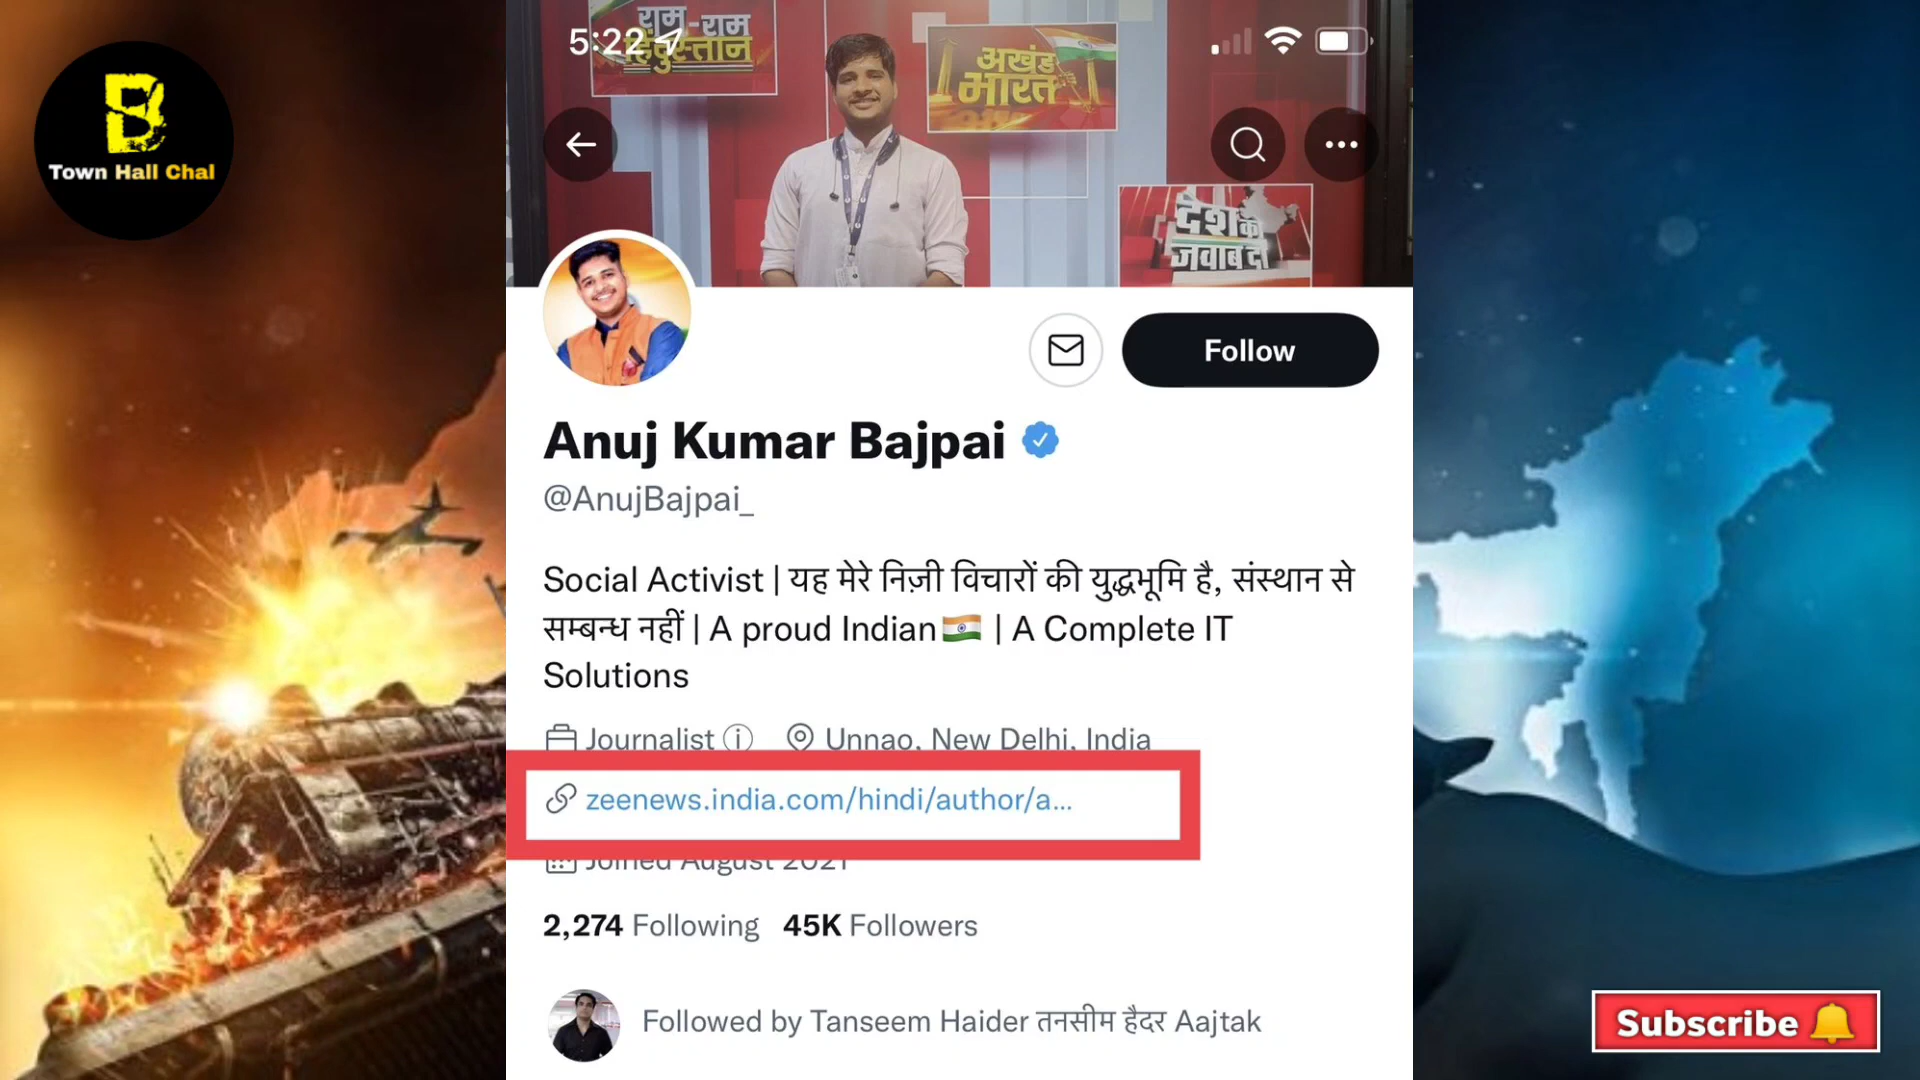 राम-राम
हिंदुस्तान
5:22
अखंड
भारत
B
Town Hall Chal
देश को
जवाब दो
Follow
Anuj Kumar Bajpai
@AnujBajpai_
Social Activist | यह मेरे निज़ी विचारों की युद्धभूमि है, संस्थान से
सम्बन्ध नहीं | A proud Indian🇮🇳 | A Complete IT
Solutions
Journalist Unnao, New Delhi, India
zeenews.india.com/hindi/author/a...
Joined August 2021
2,274 Following 45K Followers
Followed by Tanseem Haider तनसीम हैदर Aajtak
Subscribe